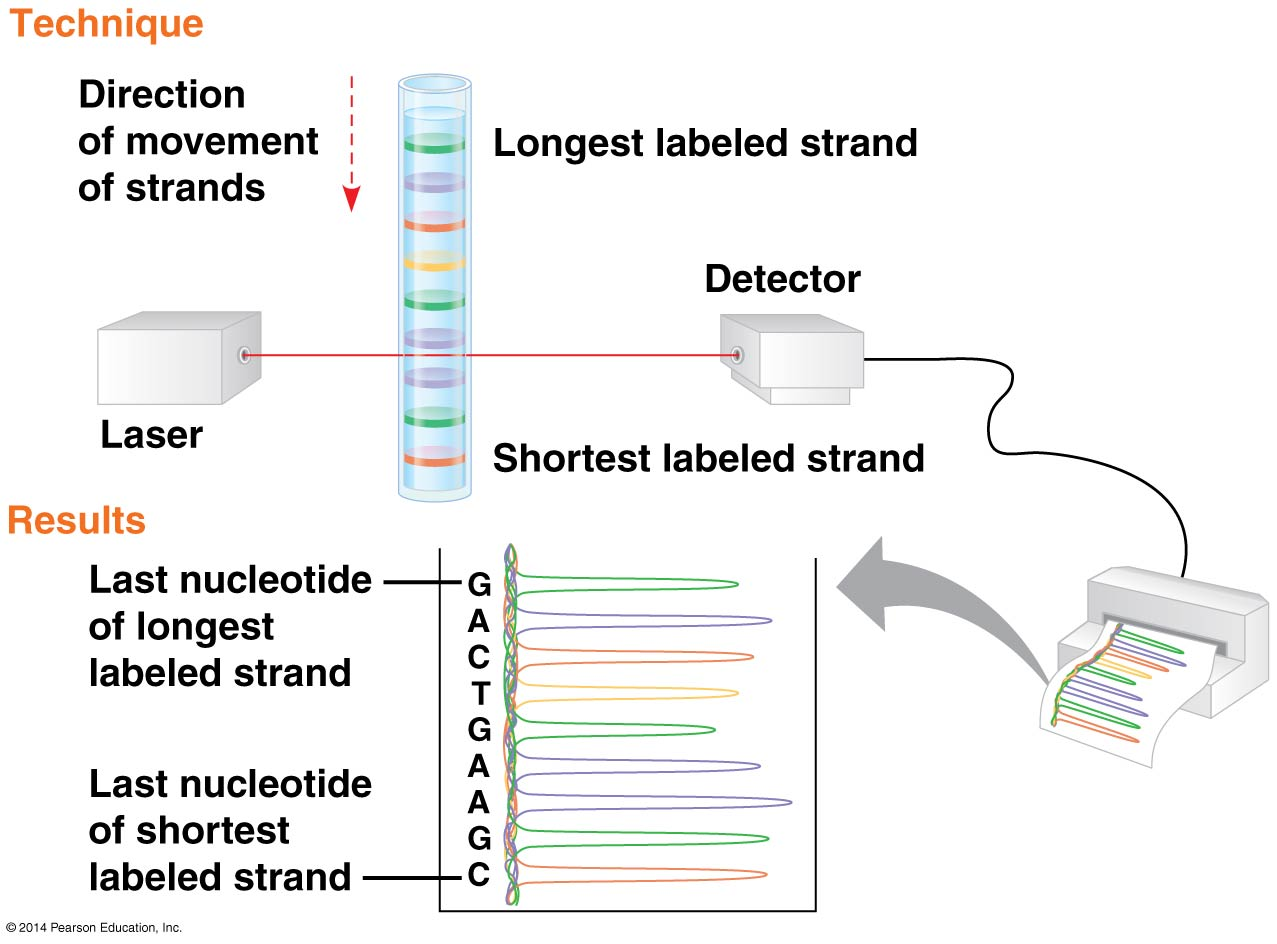 Technique
Direction
of movement
of strands
Longest labeled strand
Detector
Laser
Shortest labeled strand
Results
Last nucleotide
of longest
labeled strand
G
A
C
T
G
A
A
G
C
Last nucleotide
of shortest
labeled strand
© 2014 Pearson Education, Inc.